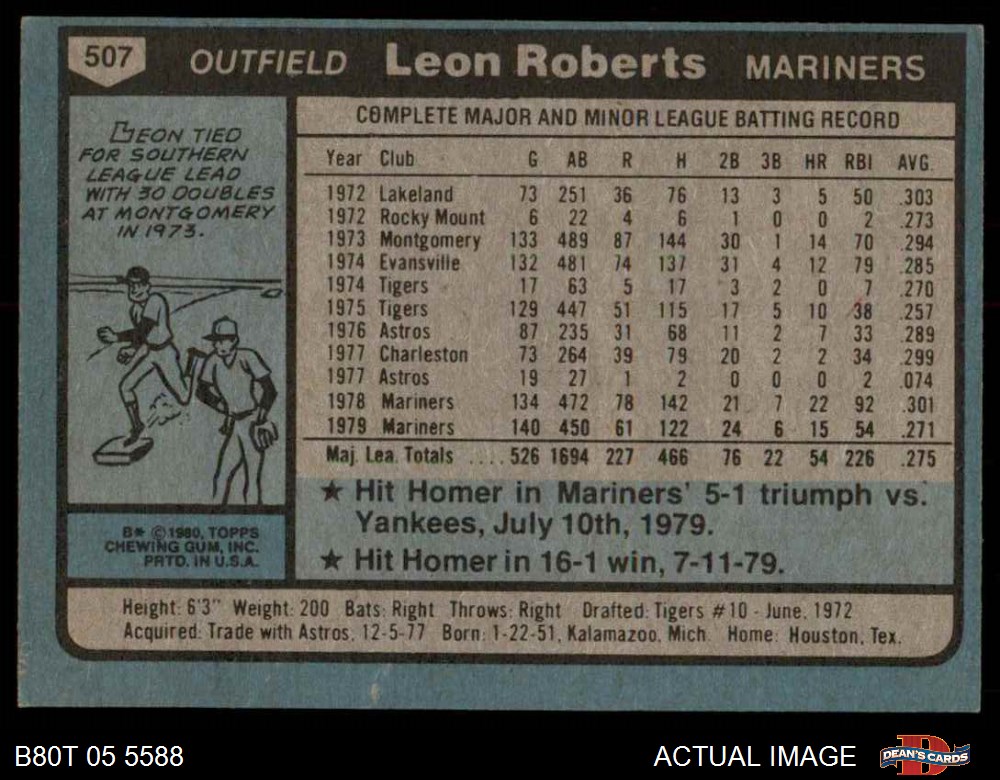 507 OUTFIELD Leon Roberts MARINERS
LEON TIED
FOR SOUTHERN
LEAGUE LEAD
WITH 30 DOUBLES
AT MONTGOMERY
IN 1973.
B* ©1980, TOPPS
CHEWING GUM, INC.
PRTD. IN U.S.A.
COMPLETE MAJOR AND MINOR LEAGUE BATTING RECORD
Year Club G AB R H 2B 3B HR RBI AVG.
1972 Lakeland 73 251 36 76 13 3 5 50 .303
1972 Rocky Mount 6 22 4 6 1 0 0 2 .273
1973 Montgomery 133 489 87 144 30 1 14 70 .294
1974 Evansville 132 481 74 137 31 4 12 79 .285
1974 Tigers 17 63 5 17 3 2 0 7 .270
1975 Tigers 129 447 51 115 17 5 10 38 .257
1976 Astros 87 235 31 68 11 2 7 33 .289
1977 Charleston 73 264 39 79 20 2 2 34 .299
1977 Astros 19 27 1 2 0 0 0 2 .074
1978 Mariners 134 472 78 142 21 7 22 92 .301
1979 Mariners 140 450 61 122 24 6 15 54 .271
Maj. Lea. Totals .... 526 1694 227 466 76 22 54 226 .275
★ Hit Homer in Mariners' 5-1 triumph vs.
Yankees, July 10th, 1979.
★ Hit Homer in 16-1 win, 7-11-79.
Height: 6'3" Weight: 200 Bats: Right Throws: Right Drafted: Tigers #10 - June, 1972
Acquired: Trade with Astros, 12-5-77 Born: 1-22-51, Kalamazoo, Mich. Home: Houston, Tex.
B80T 05 5588 ACTUAL IMAGE DEAN'S CARDS